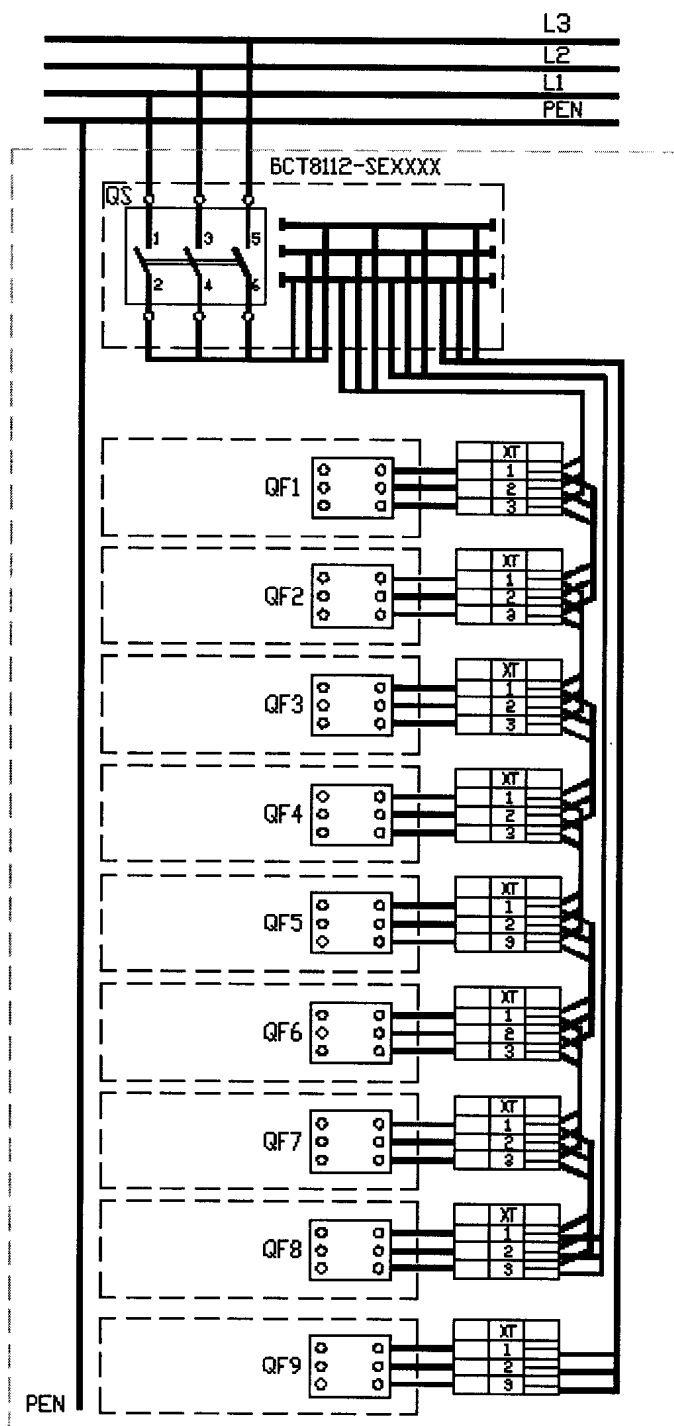 L3
L2
L1
PEN
БСТ8112-SEXXXX
QS
1 3 5
2 4 6
XT
QF1 1
2
3
XT
QF2 1
2
3
XT
QF3 1
2
3
XT
QF4 1
2
3
XT
QF5 1
2
3
XT
QF6 1
2
3
XT
QF7 1
2
3
XT
QF8 1
2
3
XT
QF9 1
2
3
PEN